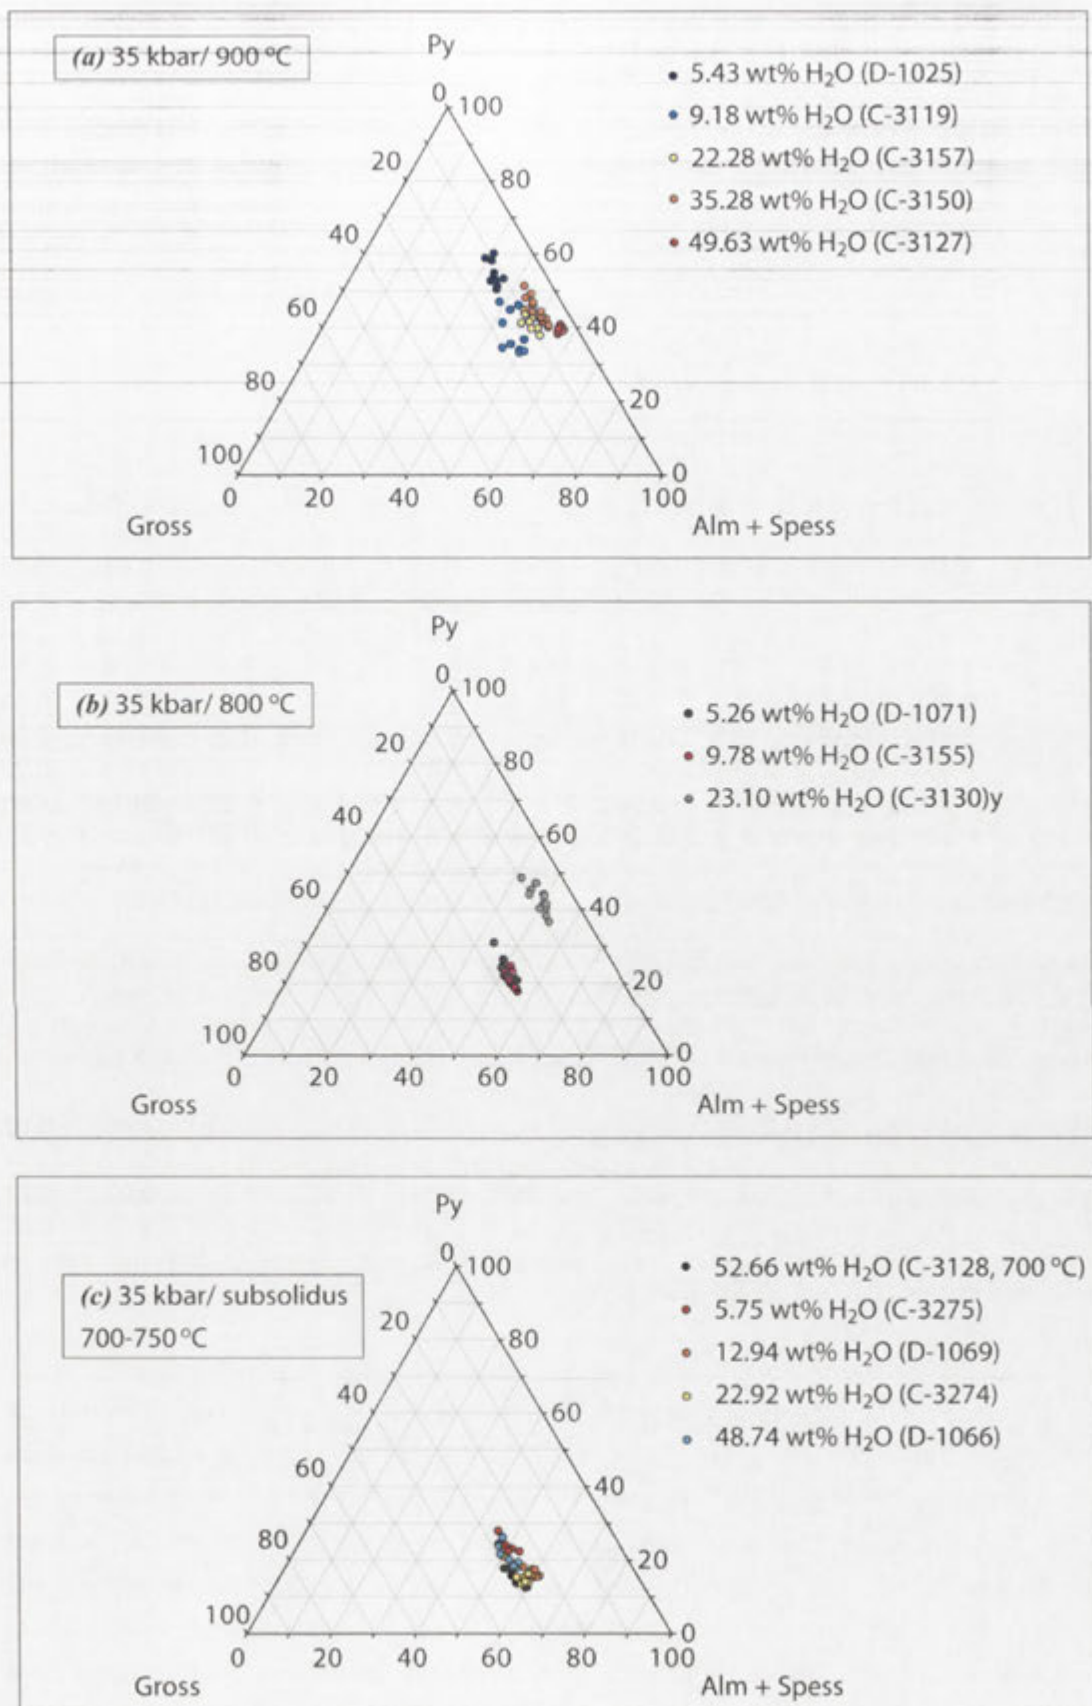 (a) 35 kbar/ 900 °C
Py
5.43 wt% H₂O (D-1025)
9.18 wt% H₂O (C-3119)
22.28 wt% H₂O (C-3157)
35.28 wt% H₂O (C-3150)
49.63 wt% H₂O (C-3127)
0 100
20 80
40 60
60 40
80 20
100 0
0 20 40 60 80 100
Gross Alm + Spess
(b) 35 kbar/ 800 °C
Py
5.26 wt% H₂O (D-1071)
9.78 wt% H₂O (C-3155)
23.10 wt% H₂O (C-3130)y
0 100
20 80
40 60
60 40
80 20
100 0
0 20 40 60 80 100
Gross Alm + Spess
(c) 35 kbar/ subsolidus
700-750 °C
Py
52.66 wt% H₂O (C-3128, 700 °C)
5.75 wt% H₂O (C-3275)
12.94 wt% H₂O (D-1069)
22.92 wt% H₂O (C-3274)
48.74 wt% H₂O (D-1066)
0 100
20 80
40 60
60 40
80 20
100 0
0 20 40 60 80 100
Gross Alm + Spess